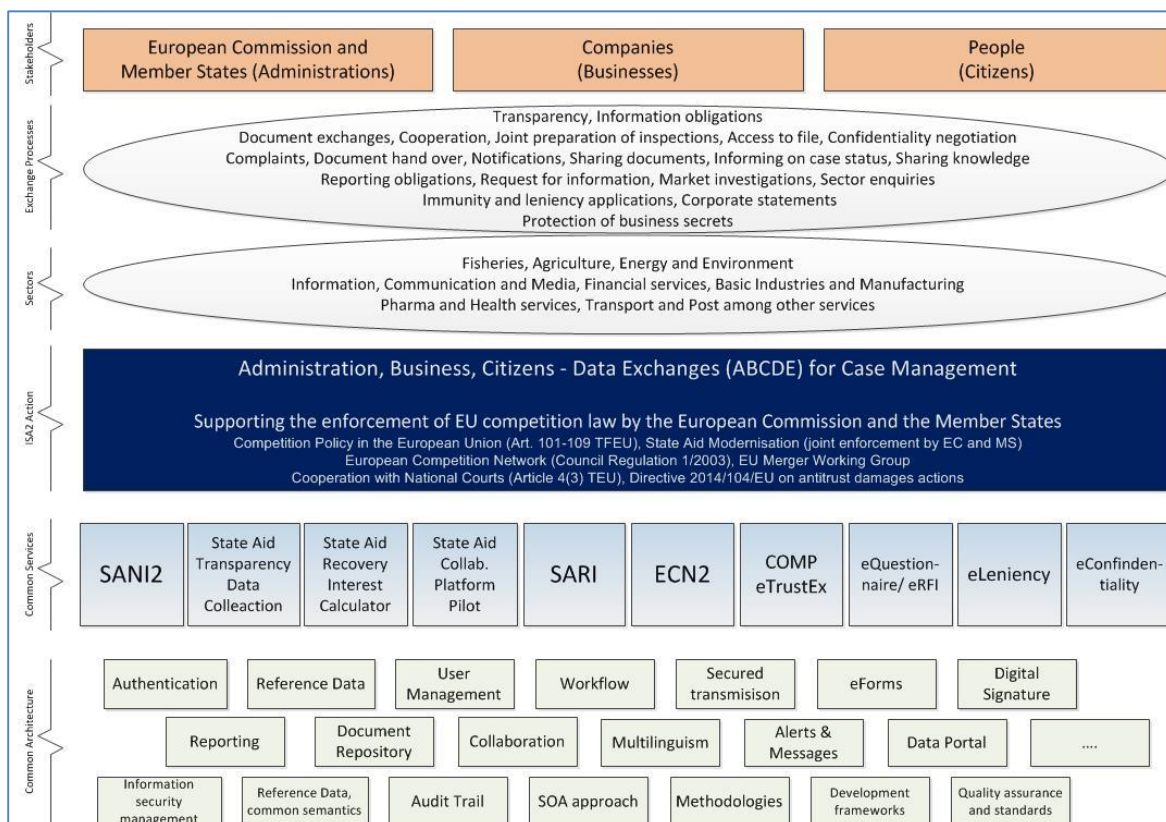 Stakeholders
European Commission and
Member States (Administrations)
Companies
(Businesses)
People
(Citizens)
Exchange Processes
Transparency, Information obligations
Document exchanges, Cooperation, Joint preparation of inspections, Access to file, Confidentiality negotiation
Complaints, Document hand over, Notifications, Sharing documents, Informing on case status, Sharing knowledge
Reporting obligations, Request for information, Market investigations, Sector enquiries
Immunity and leniency applications, Corporate statements
Protection of business secrets
Sectors
Fisheries, Agriculture, Energy and Environment
Information, Communication and Media, Financial services, Basic Industries and Manufacturing
Pharma and Health services, Transport and Post among other services
ISA2 Action
Administration, Business, Citizens - Data Exchanges (ABCDE) for Case Management
Supporting the enforcement of EU competition law by the European Commission and the Member States
Competition Policy in the European Union (Art. 101-109 TFEU), State Aid Modernisation (joint enforcement by EC and MS)
European Competition Network (Council Regulation 1/2003), EU Merger Working Group
Cooperation with National Courts (Article 4(3) TEU), Directive 2014/104/EU on antitrust damages actions
Common Services
SANI2
State Aid
Transparency
Data
Colleaction
State Aid
Recovery
Interest
Calculator
State Aid
Collab.
Platform
Pilot
SARI
ECN2
COMP
eTrustEx
eQuestion-
naire/ eRFI
eLeniency
eConfinden-
tiality
Common Architecture
Authentication
Reference Data
User
Management
Workflow
Secured
transmisison
eForms
Digital
Signature
Reporting
Document
Repository
Collaboration
Multilinguism
Alerts &
Messages
Data Portal
....
Information
security
management
Reference Data,
common semantics
Audit Trail
SOA approach
Methodologies
Development
frameworks
Quality assurance
and standards